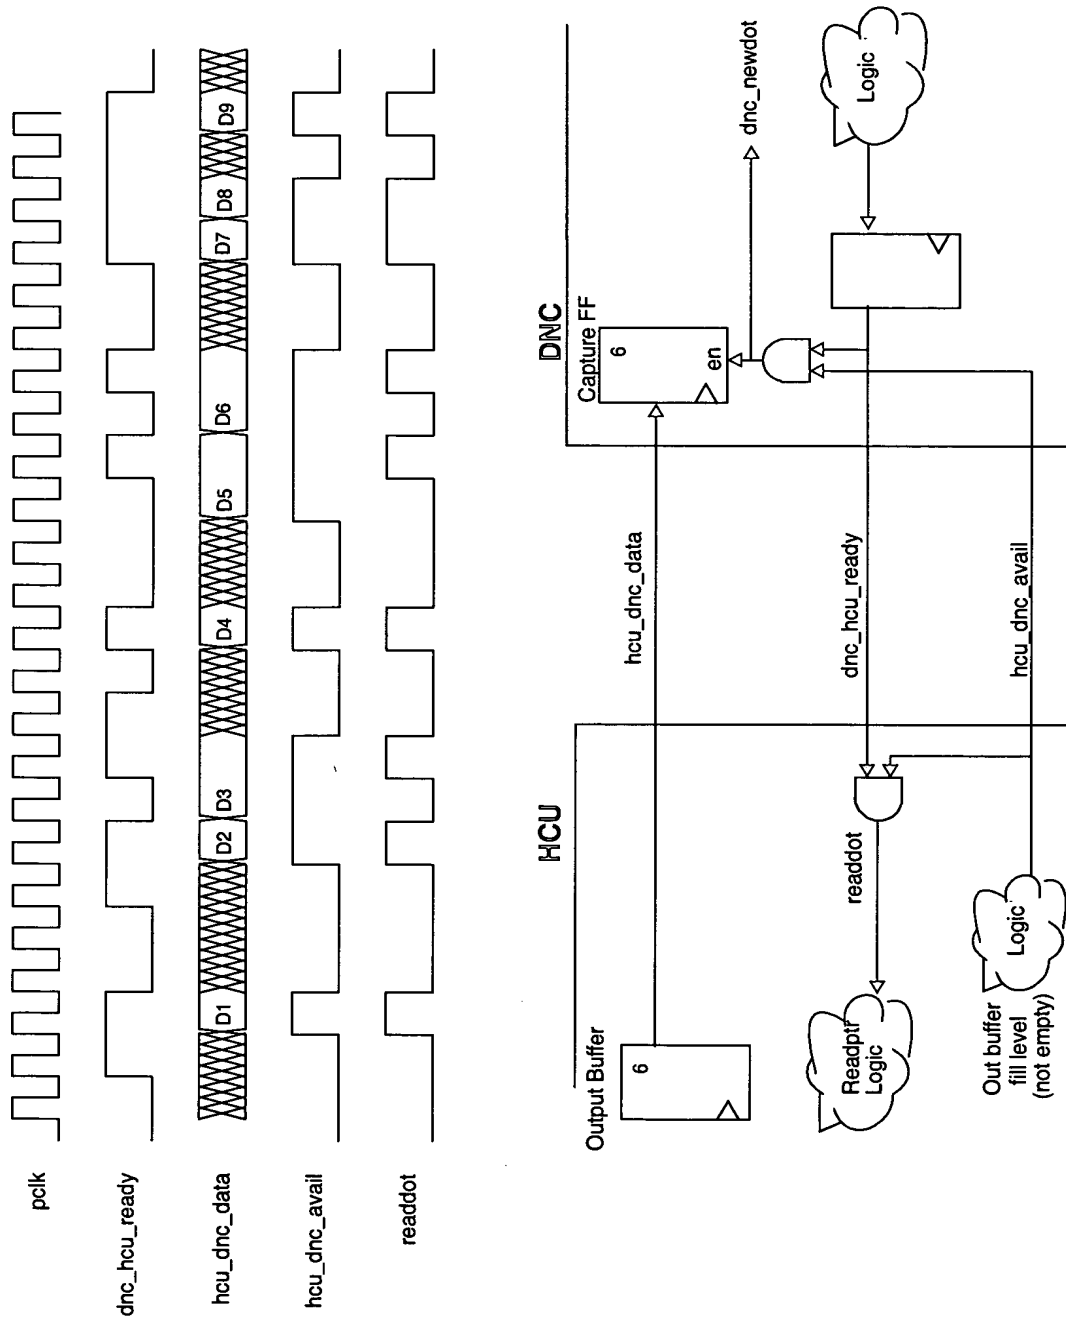 pclk
dnc_hcu_ready
hcu_dnc_data
D1
D2
D3
D4
D5
D6
D7
D8
D9
hcu_dnc_avail
readdot
HCU
DNC
Output Buffer
6
hcu_dnc_data
Capture FF
6
en
dnc_newdot
Readptr
Logic
readdot
dnc_hcu_ready
Logic
Out buffer
fill level
(not empty)
Logic
hcu_dnc_avail